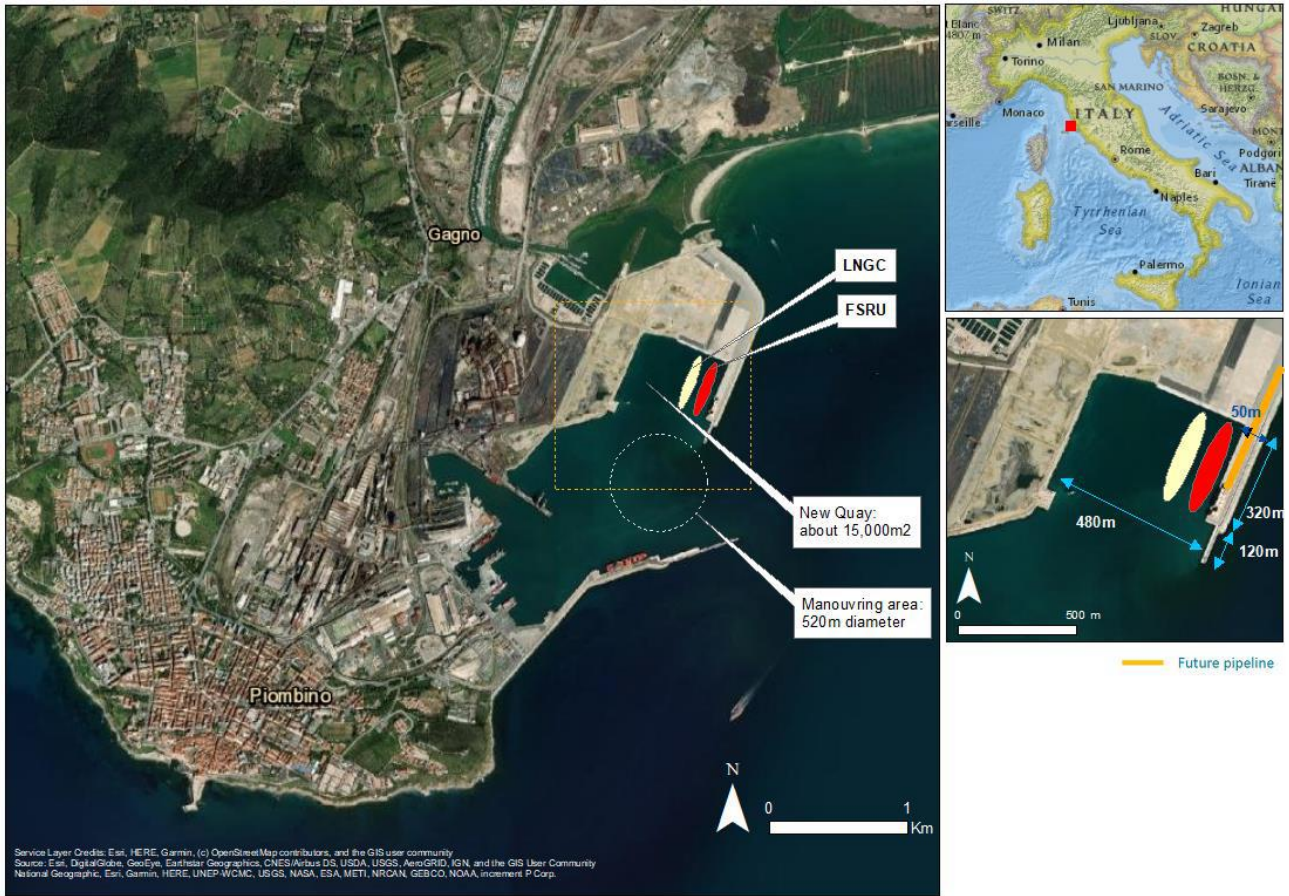 Gagno
LNGC
FSRU
New Quay:
about 15,000m2
Manouvring area:
520m diameter
Piombino
N
0
1
Km
Service Layer Credits: Esri, HERE, Garmin, (c) OpenStreetMap contributors, and the GIS user community
Source: Esri, DigitalGlobe, GeoEye, Earthstar Geographics, CNES/Airbus DS, USDA, USGS, AeroGRID, IGN, and the GIS User Community
National Geographic, Esri, Garmin, HERE, UNEP-WCMC, USGS, NASA, ESA, METI, NRCAN, GEBCO, NOAA, increment P Corp.
SWITZ.
HUNGAR
t Blanc
4807 m
Ljubljana
SLOV.
Zagreb
CROATIA
Milan
Torino
BOSN. &
HERZG.
SAN MARINO
Sarajevo
Monaco
arseille
ITALY
Adriatic Sea
MONT
Rome
Podgori
ALBAN
Bari
Tiranë
Naples
Tyrrhenian
Sea
Palermo
Ionian
Sea
Tunis
50m
480m
320m
120m
N
0
500 m
Future pipeline